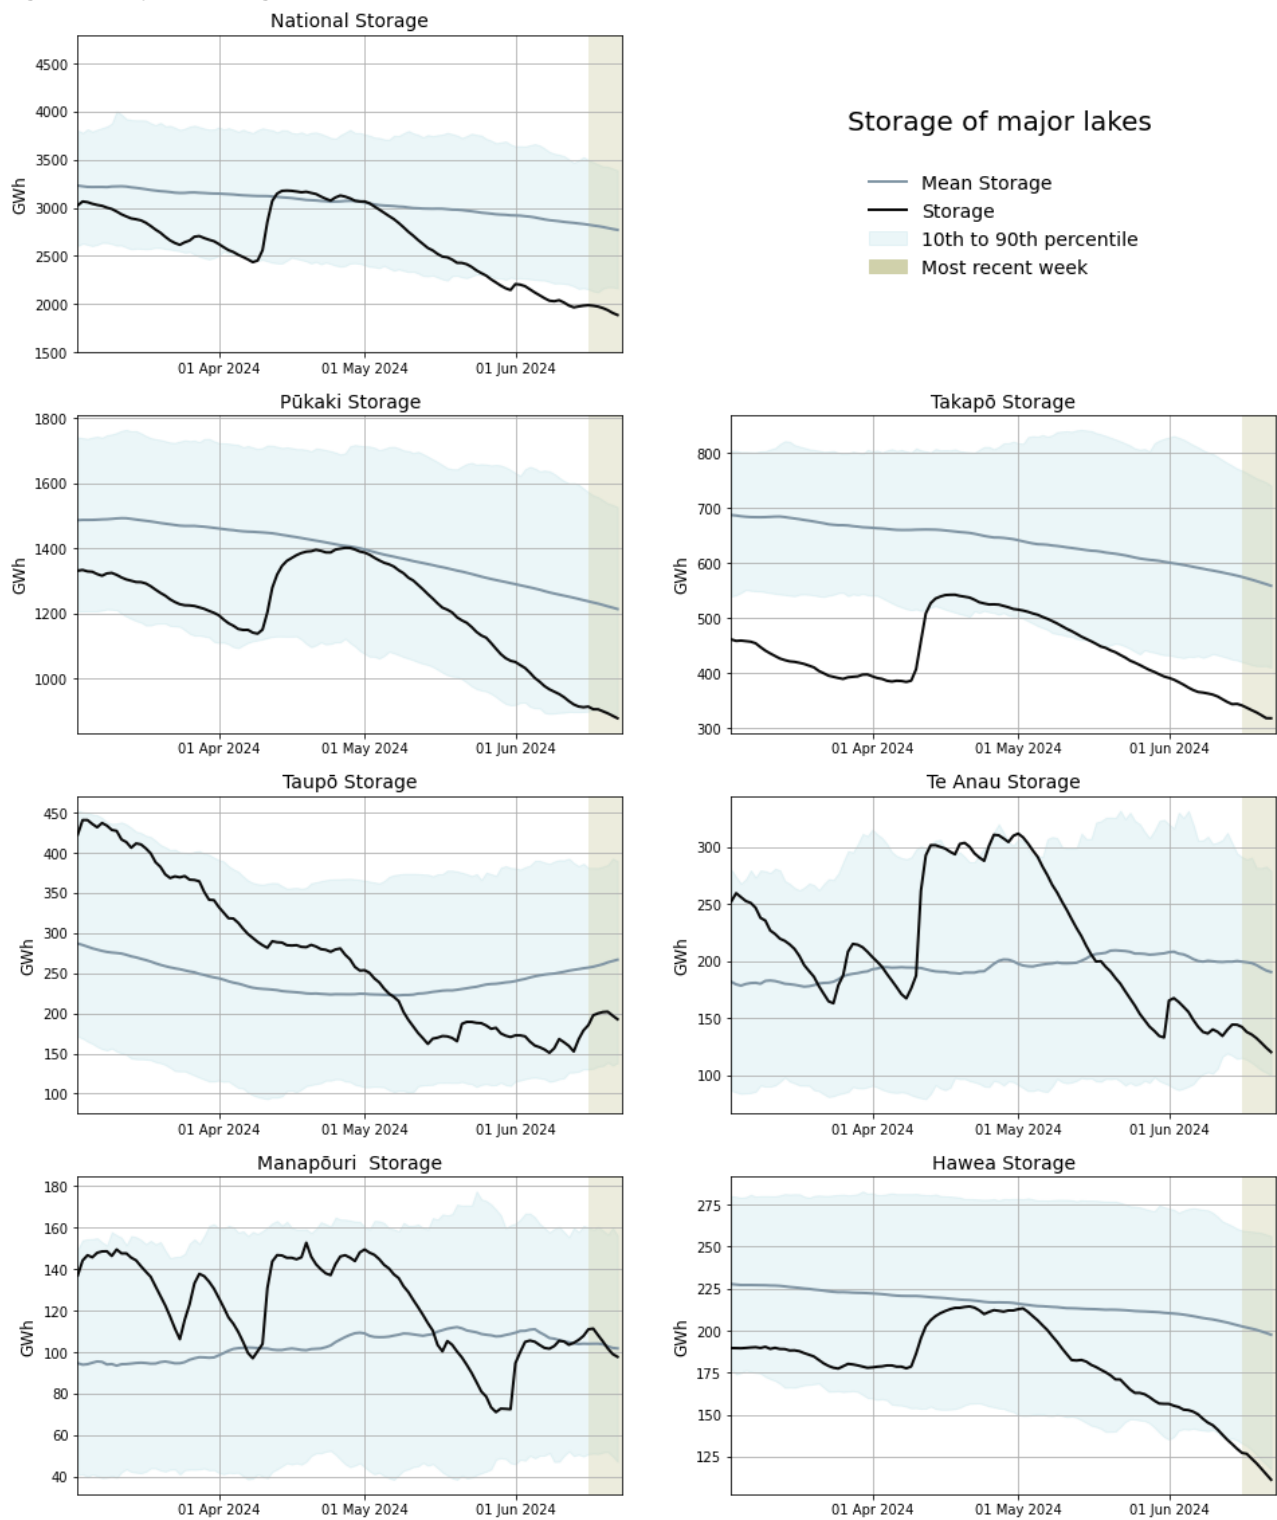 National Storage
4500
4000
3500
3000
2500
2000
1500
GWh
01 Apr 2024
01 May 2024
01 Jun 2024
Storage of major lakes
Mean Storage
Storage
10th to 90th percentile
Most recent week
Pūkaki Storage
1800
1600
1400
1200
1000
GWh
01 Apr 2024
01 May 2024
01 Jun 2024
Takapō Storage
800
700
600
500
400
300
GWh
01 Apr 2024
01 May 2024
01 Jun 2024
Taupō Storage
450
400
350
300
250
200
150
100
GWh
01 Apr 2024
01 May 2024
01 Jun 2024
Te Anau Storage
300
250
200
150
100
GWh
01 Apr 2024
01 May 2024
01 Jun 2024
Manapōuri  Storage
180
160
140
120
100
80
60
40
GWh
01 Apr 2024
01 May 2024
01 Jun 2024
Hawea Storage
275
250
225
200
175
150
125
GWh
01 Apr 2024
01 May 2024
01 Jun 2024